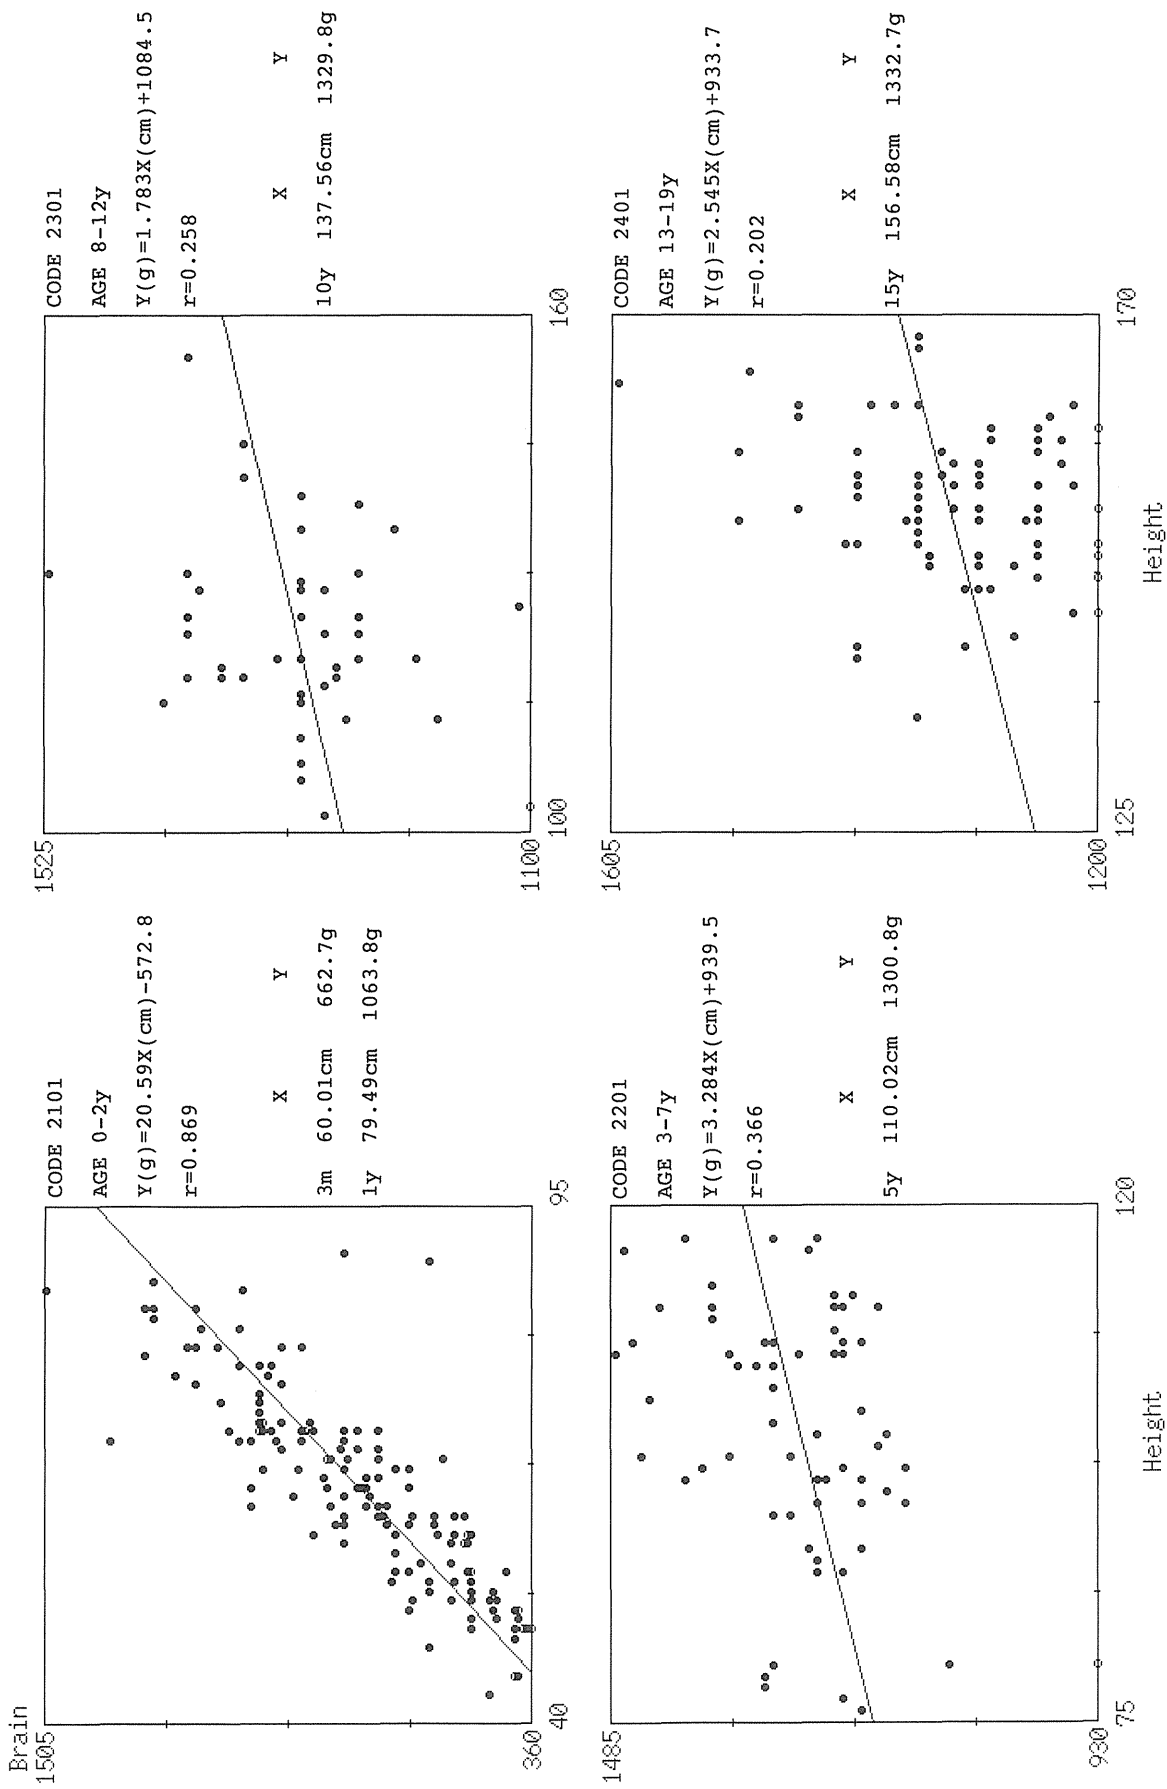 Brain
1505
360
40
95
CODE 2101
AGE 0-2y
Y(g)=20.59X(cm)-572.8
r=0.869
X Y
3m 60.01cm 662.7g
1y 79.49cm 1063.8g
1525
1100
100
160
CODE 2301
AGE 8-12y
Y(g)=1.783X(cm)+1084.5
r=0.258
X Y
10y 137.56cm 1329.8g
1485
930
75
120
Height
CODE 2201
AGE 3-7y
Y(g)=3.284X(cm)+939.5
r=0.366
X Y
5y 110.02cm 1300.8g
1605
1200
125
170
Height
CODE 2401
AGE 13-19y
Y(g)=2.545X(cm)+933.7
r=0.202
X Y
15y 156.58cm 1332.7g